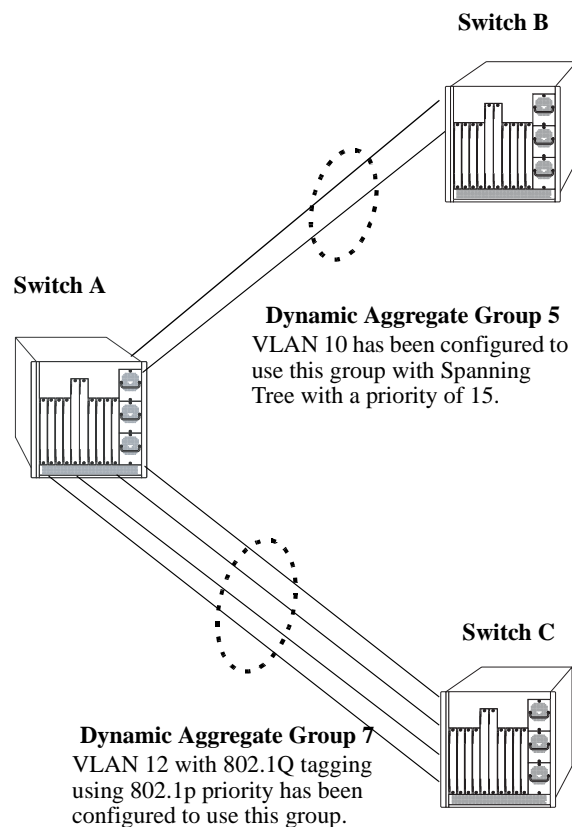 Switch B
Switch A
Dynamic Aggregate Group 5
VLAN 10 has been configured to
use this group with Spanning
Tree with a priority of 15.
Switch C
Dynamic Aggregate Group 7
VLAN 12 with 802.1Q tagging
using 802.1p priority has been
configured to use this group.